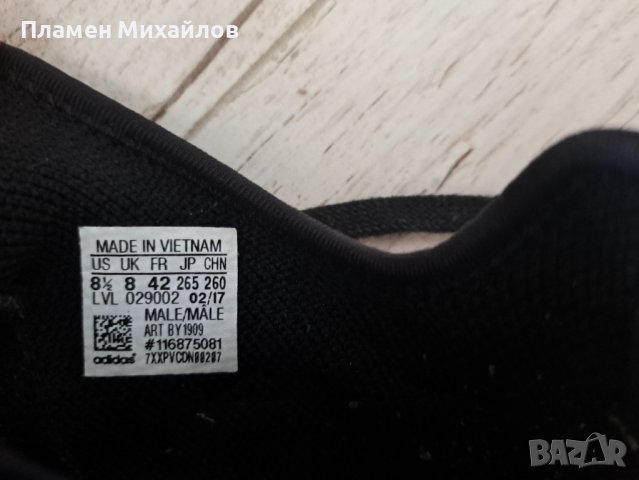 Пламен Михайлов
MADE IN VIETNAM
US UK FR JP CHN
8½ 8 42 265 260
LVL 029002 02/17
MALE/MÂLE
ART BY1909
#116875081
adidas 7XXPVCDN08207
BAZAR